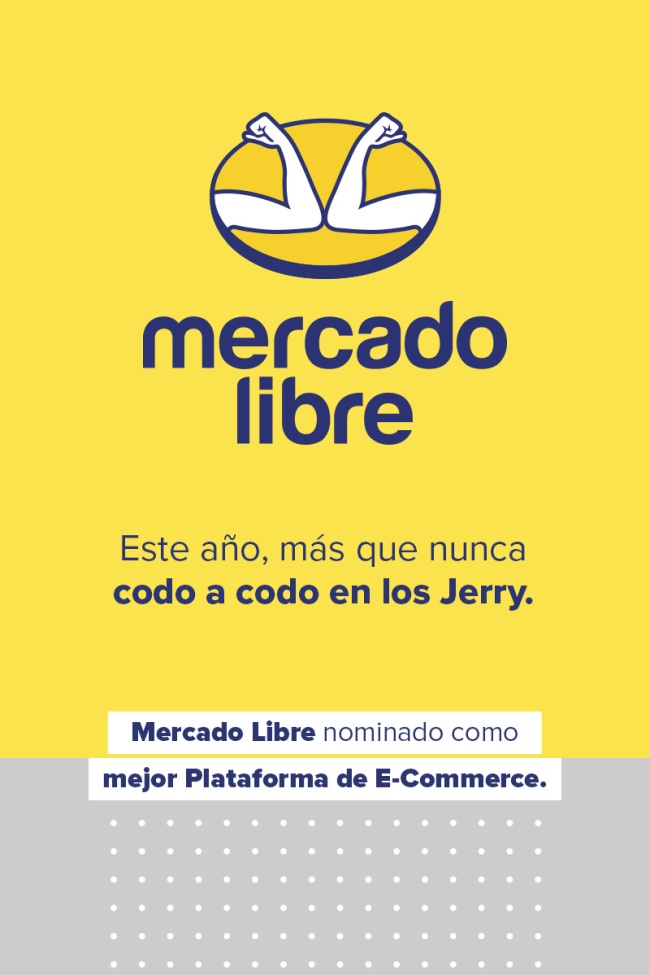 mercado
libre
Este año, más que nunca
codo a codo en los Jerry.
Mercado Libre nominado como
mejor Plataforma de E-Commerce.